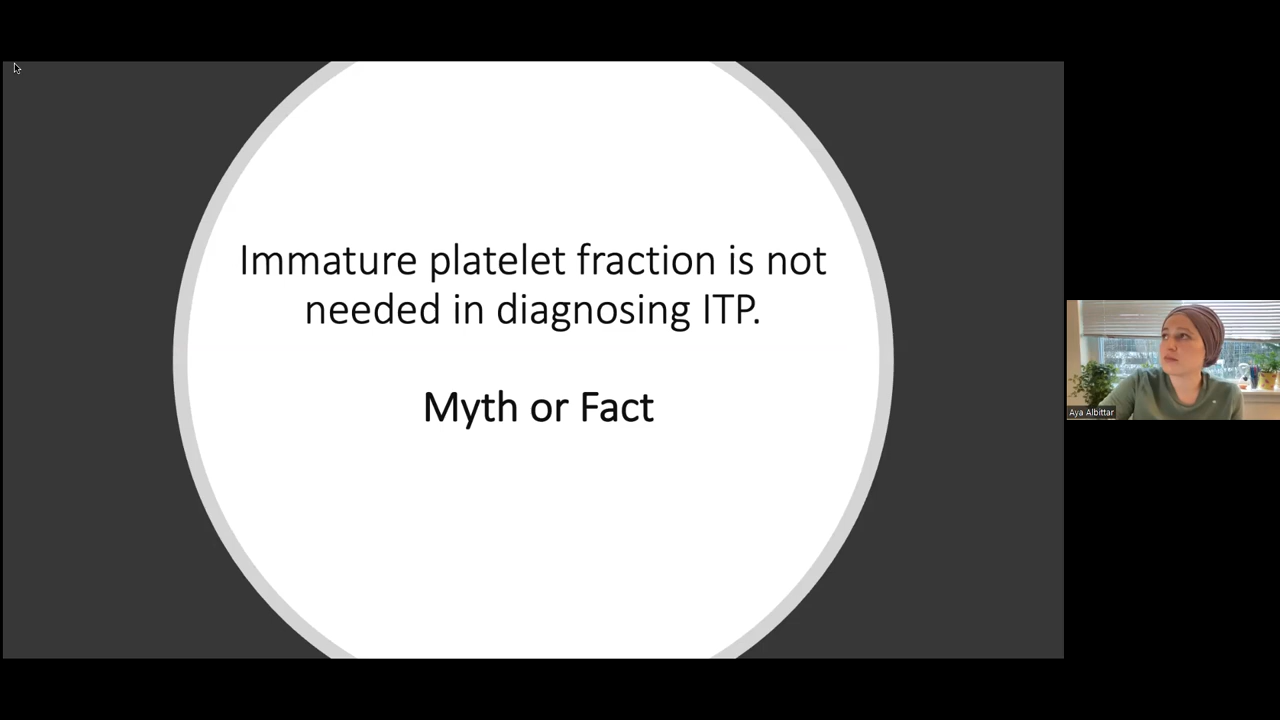 Immature platelet fraction is not
needed in diagnosing ITP.
Myth or Fact
Aya Albittar